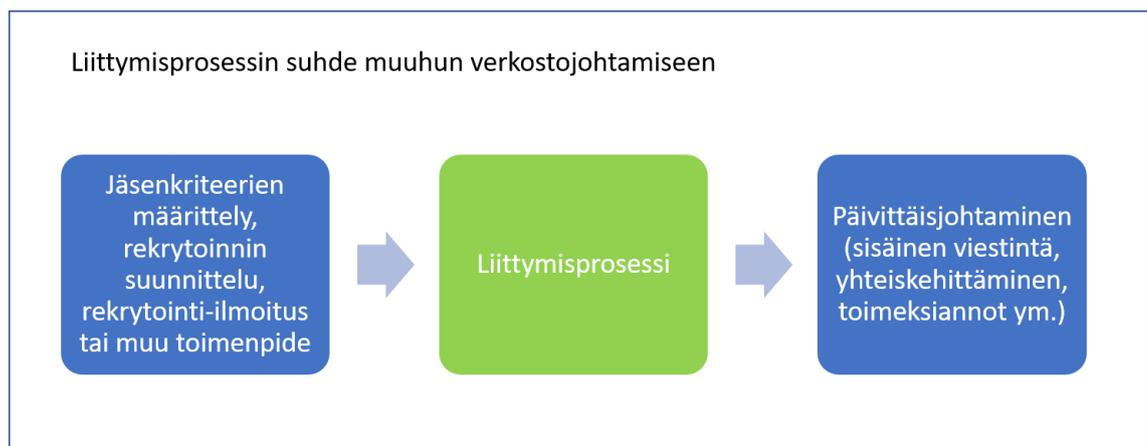 Liittymisprosessin suhde muuhun verkostojohtamiseen
Jäsenkriteerien
määrittely,
rekrytoinnin
suunnittelu,
rekrytointi-ilmoitus
tai muu toimenpide
Liittymisprosessi
Päivittäisjohtaminen
(sisäinen viestintä,
yhteiskehittäminen,
toimeksiannot ym.)